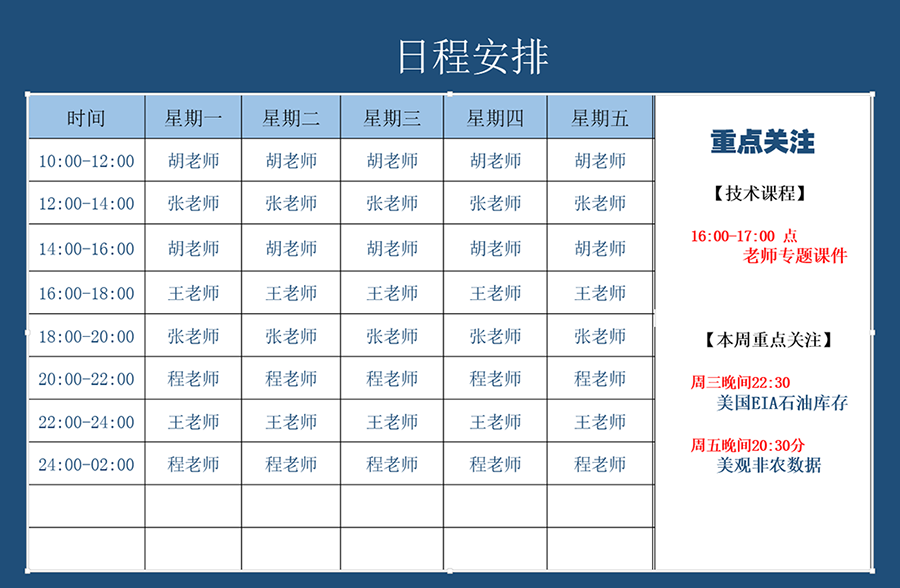 日程安排
时间 星期一 星期二 星期三 星期四 星期五
10:00-12:00 胡老师 胡老师 胡老师 胡老师 胡老师
12:00-14:00 张老师 张老师 张老师 张老师 张老师
14:00-16:00 胡老师 胡老师 胡老师 胡老师 胡老师
16:00-18:00 王老师 王老师 王老师 王老师 王老师
18:00-20:00 张老师 张老师 张老师 张老师 张老师
20:00-22:00 程老师 程老师 程老师 程老师 程老师
22:00-24:00 王老师 王老师 王老师 王老师 王老师
24:00-02:00 程老师 程老师 程老师 程老师 程老师
重点关注
【技术课程】
16:00-17:00 点
老师专题课件
【本周重点关注】
周三晚间22:30
美国EIA石油库存
周五晚间20:30分
美观非农数据